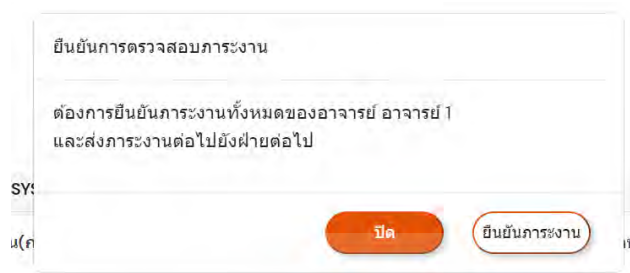 ยืนยันการตรวจสอบภาระงาน
ต้องการยืนยันภาระงานทั้งหมดของอาจารย์ อาจารย์ 1
และส่งภาระงานต่อไปยังฝ่ายต่อไป
SYS
ปิด
ยืนยันภาระงาน